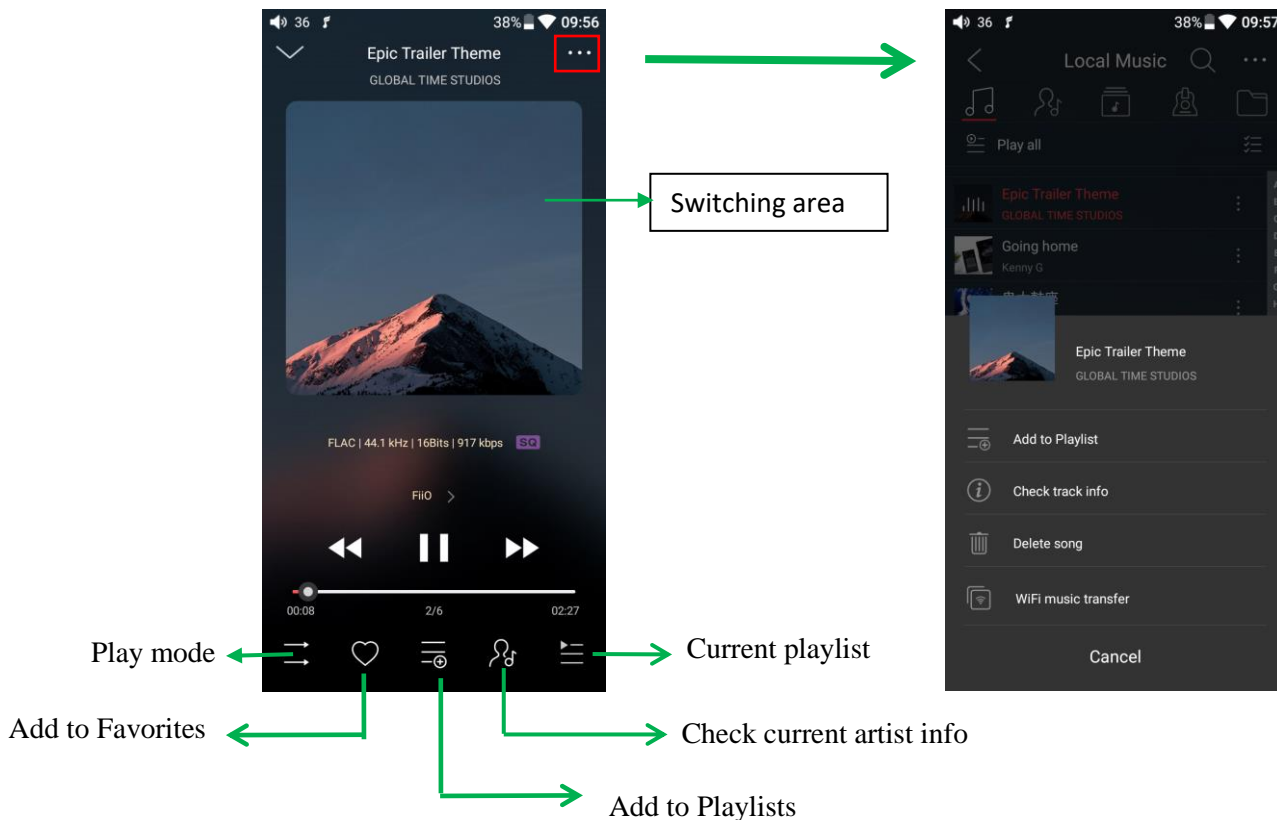 36
38%
09:56
Epic Trailer Theme
GLOBAL TIME STUDIOS
Switching area
FLAC | 44.1 kHz | 16Bits | 917 kbps SQ
FiiO
00:08
2/6
02:27
Play mode
Current playlist
Add to Favorites
Check current artist info
Add to Playlists
36
38%
09:57
Local Music
Play all
Epic Trailer Theme
GLOBAL TIME STUDIOS
Going home
Kenny G
Epic Trailer Theme
GLOBAL TIME STUDIOS
Add to Playlist
Check track info
Delete song
WiFi music transfer
Cancel